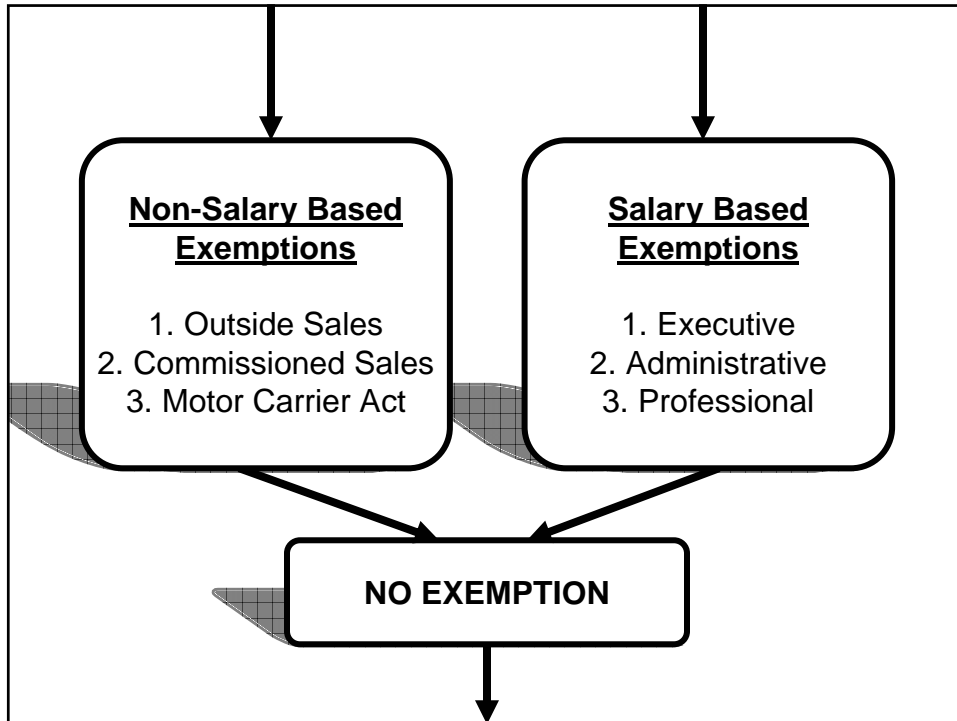 Non-Salary Based
Exemptions
1. Outside Sales
2. Commissioned Sales
3. Motor Carrier Act
Salary Based
Exemptions
1. Executive
2. Administrative
3. Professional
NO EXEMPTION